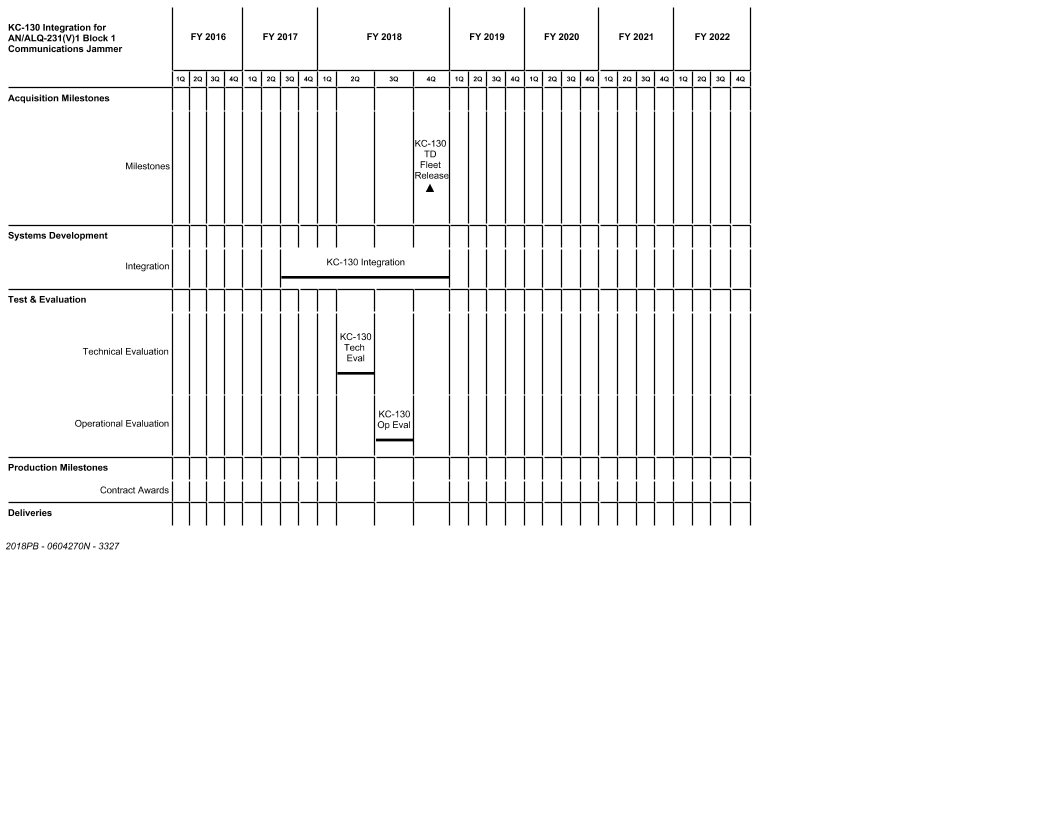 KC-130 Integration for
AN/ALQ-231(V)1 Block 1
Communications Jammer
FY 2016 FY 2017 FY 2018 FY 2019 FY 2020 FY 2021 FY 2022
1Q 2Q 3Q 4Q 1Q 2Q 3Q 4Q 1Q 2Q 3Q 4Q 1Q 2Q 3Q 4Q 1Q 2Q 3Q 4Q 1Q 2Q 3Q 4Q 1Q 2Q 3Q 4Q
Acquisition Milestones
Milestones
KC-130
TD
Fleet
Release
Systems Development
Integration
KC-130 Integration
Test & Evaluation
Technical Evaluation
KC-130
Tech
Eval
Operational Evaluation
KC-130
Op Eval
Production Milestones
Contract Awards
Deliveries
2018PB - 0604270N - 3327